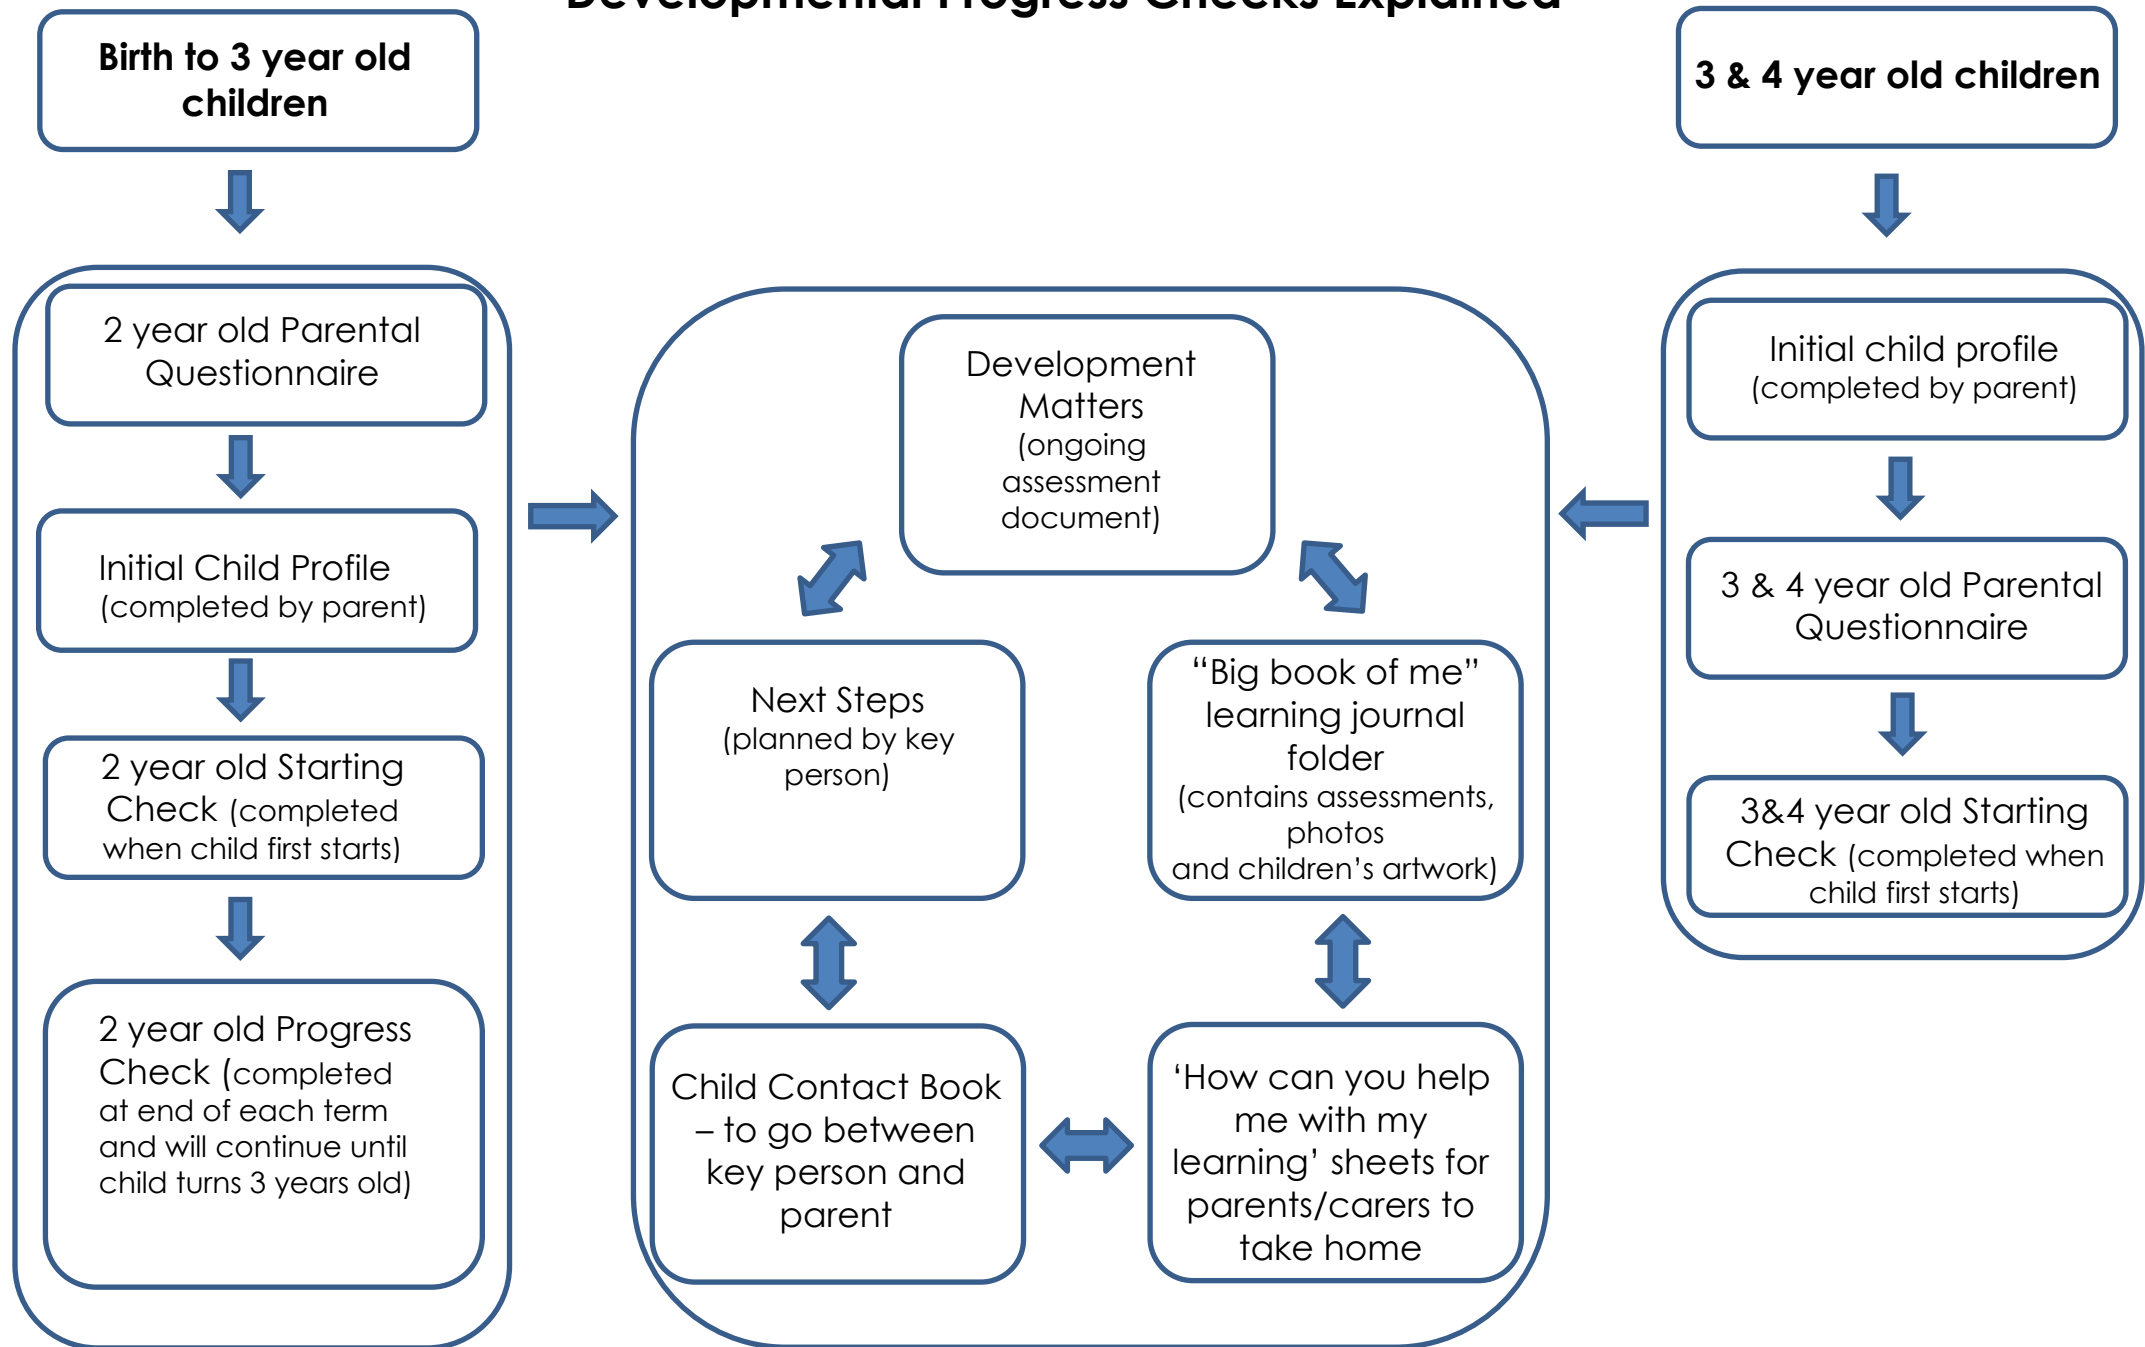 Developmental Progress Checks Explained
Birth to 3 year old
children
2 year old Parental
Questionnaire
Initial Child Profile
(completed by parent)
2 year old Starting
Check (completed
when child first starts)
2 year old Progress
Check (completed
at end of each term
and will continue until
child turns 3 years old)
Development
Matters
(ongoing
assessment
document)
Next Steps
(planned by key
person)
“Big book of me”
learning journal
folder
(contains assessments,
photos
and children’s artwork)
Child Contact Book
– to go between
key person and
parent
‘How can you help
me with my
learning’ sheets for
parents/carers to
take home
3 & 4 year old children
Initial child profile
(completed by parent)
3 & 4 year old Parental
Questionnaire
3&4 year old Starting
Check (completed when
child first starts)